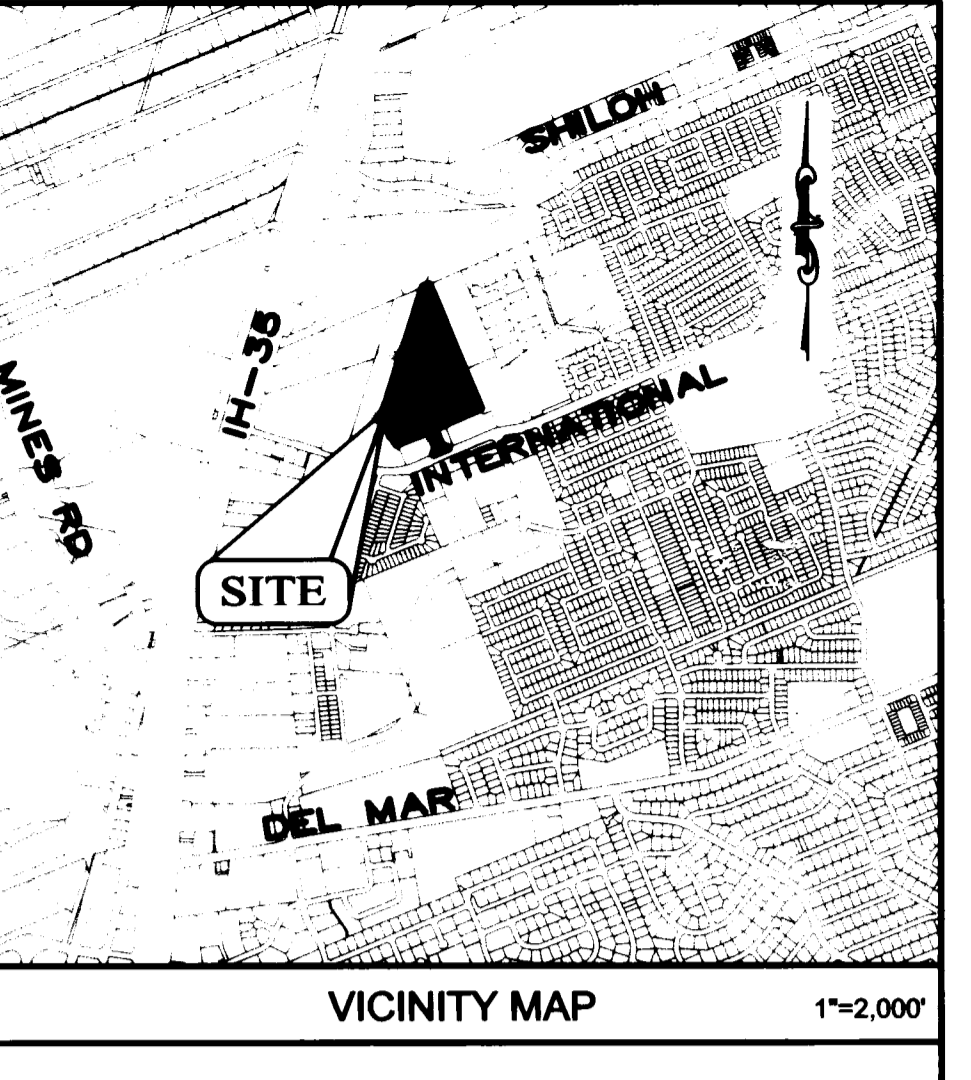 SHILOH
IH-35
MINES RD
INTERNATIONAL
SITE
DEL MAR
VICINITY MAP
1"=2,000'